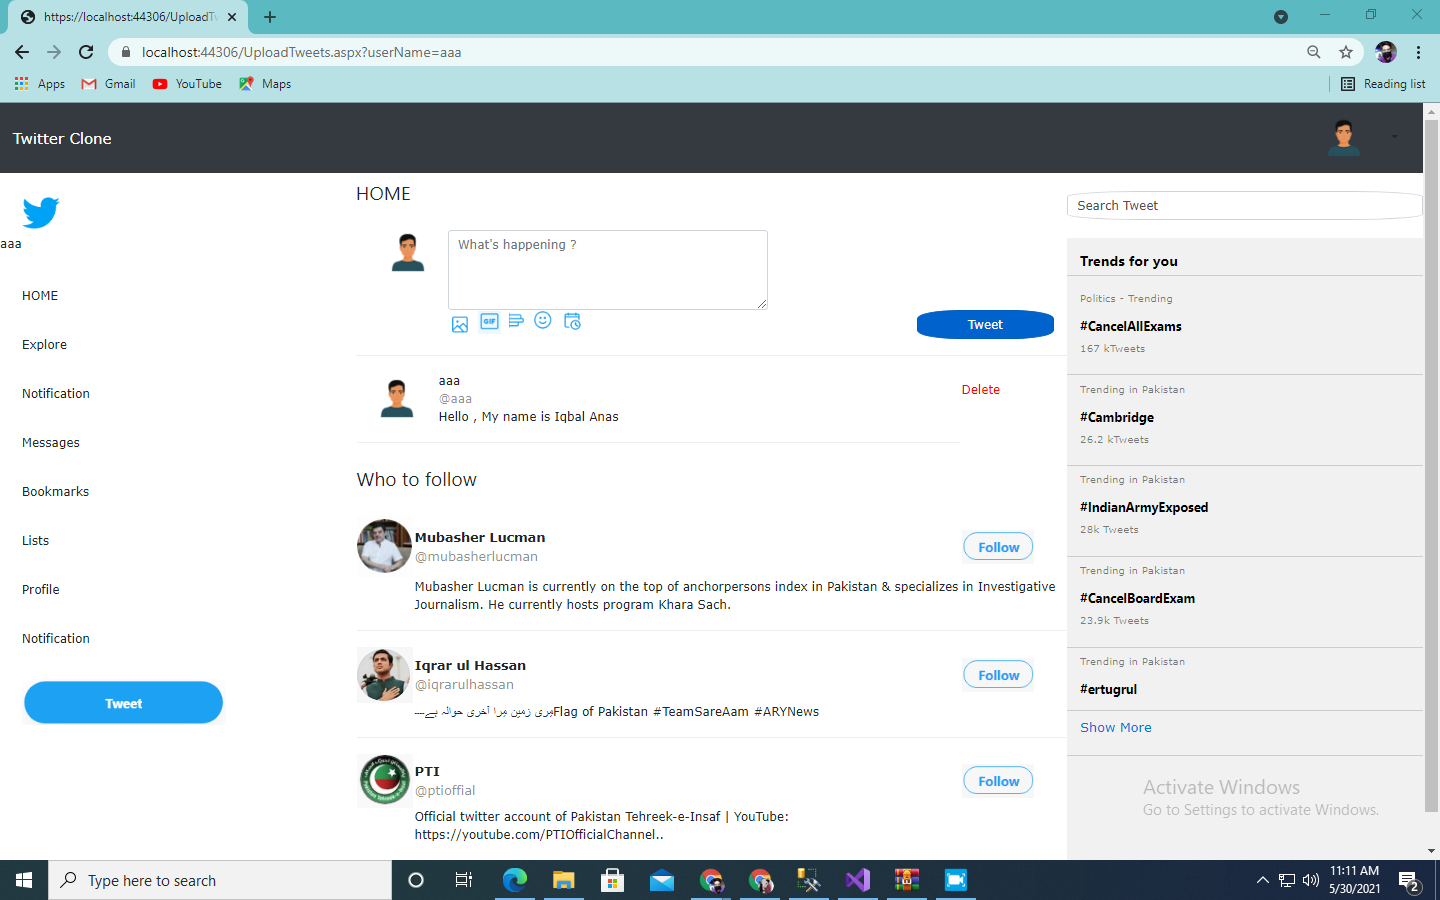 https://localhost:44306/UploadTw
localhost:44306/UploadTweets.aspx?userName=aaa
Apps
Gmail
YouTube
Maps
Reading list
Twitter Clone
aaa
HOME
Explore
Notification
Messages
Bookmarks
Lists
Profile
Notification
Tweet
HOME
What's happening ?
GIF
Tweet
aaa
@aaa
Hello , My name is Iqbal Anas
Delete
Who to follow
Mubasher Lucman
@mubasherlucman
Follow
Mubasher Lucman is currently on the top of anchorpersons index in Pakistan & specializes in Investigative
Journalism. He currently hosts program Khara Sach.
Iqrar ul Hassan
@iqrarulhassan
Follow
مِری زمین مِرا آخری حوالہ ہے---Flag of Pakistan #TeamSareAam #ARYNews
PTI
@ptioffial
Follow
Official twitter account of Pakistan Tehreek-e-Insaf | YouTube:
https://youtube.com/PTIOfficialChannel..
Search Tweet
Trends for you
Politics - Trending
#CancelAllExams
167 kTweets
Trending in Pakistan
#Cambridge
26.2 kTweets
Trending in Pakistan
#IndianArmyExposed
28k Tweets
Trending in Pakistan
#CancelBoardExam
23.9k Tweets
Trending in Pakistan
#ertugrul
Show More
Activate Windows
Go to Settings to activate Windows.
Type here to search
11:11 AM
5/30/2021
2